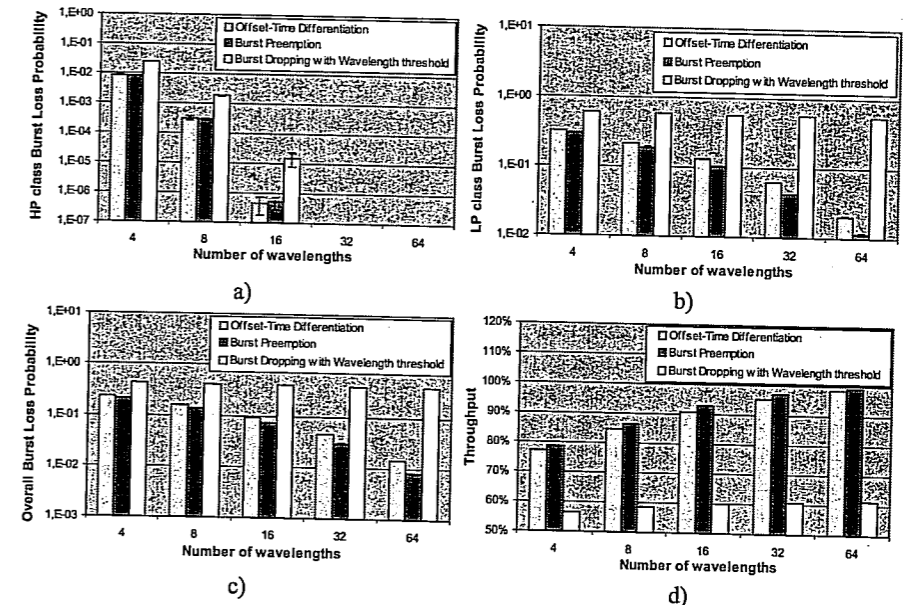 HP class Burst Loss Probability
1,E+00
1,E-01
1,E-02
1,E-03
1,E-04
1,E-05
1,E-06
1,E-07
Offset-Time Differentiation
Burst Preemption
Burst Dropping with Wavelength threshold
4 8 16 32 64
Number of wavelengths
a)
LP class Burst Loss Probability
1,E+01
1,E+00
1,E-01
1,E-02
Offset-Time Differentiation
Burst Preemption
Burst Dropping with Wavelength threshold
4 8 16 32 64
Number of wavelengths
b)
Overall Burst Loss Probability
1,E+01
1,E+00
1,E-01
1,E-02
1,E-03
Offset-Time Differentiation
Burst Preemption
Burst Dropping with Wavelength threshold
4 8 16 32 64
Number of wavelengths
c)
Throughput
120%
110%
100%
90%
80%
70%
60%
50%
Offset-Time Differentiation
Burst Preemption
Burst Dropping with Wavelength threshold
4 8 16 32 64
Number of wavelengths
d)